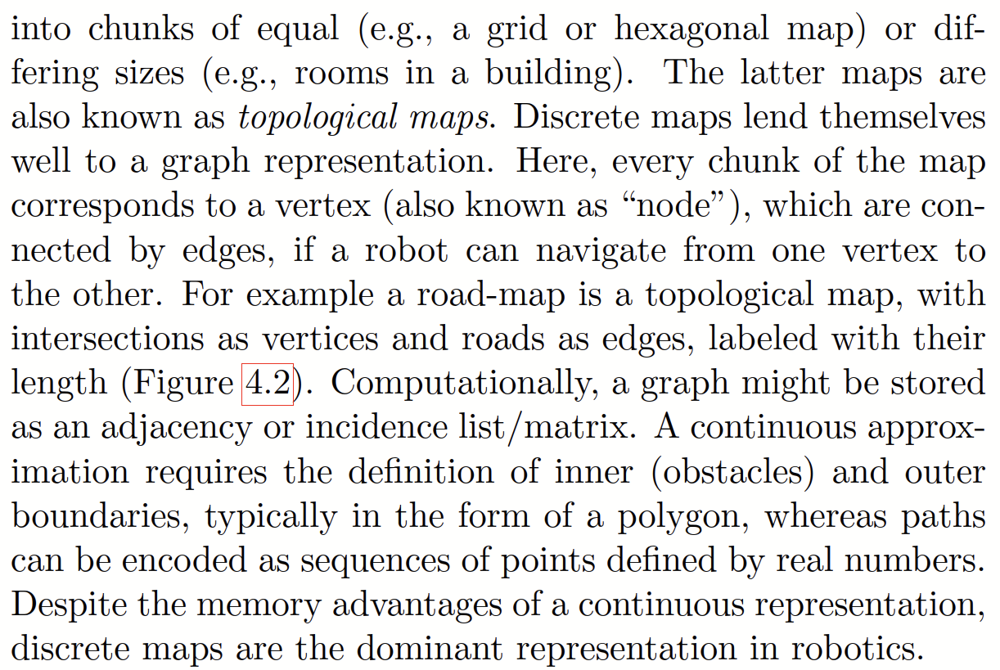 into chunks of equal (e.g., a grid or hexagonal map) or dif-
fering sizes (e.g., rooms in a building). The latter maps are
also known as topological maps. Discrete maps lend themselves
well to a graph representation. Here, every chunk of the map
corresponds to a vertex (also known as “node”), which are con-
nected by edges, if a robot can navigate from one vertex to
the other. For example a road-map is a topological map, with
intersections as vertices and roads as edges, labeled with their
length (Figure 4.2). Computationally, a graph might be stored
as an adjacency or incidence list/matrix. A continuous approx-
imation requires the definition of inner (obstacles) and outer
boundaries, typically in the form of a polygon, whereas paths
can be encoded as sequences of points defined by real numbers.
Despite the memory advantages of a continuous representation,
discrete maps are the dominant representation in robotics.